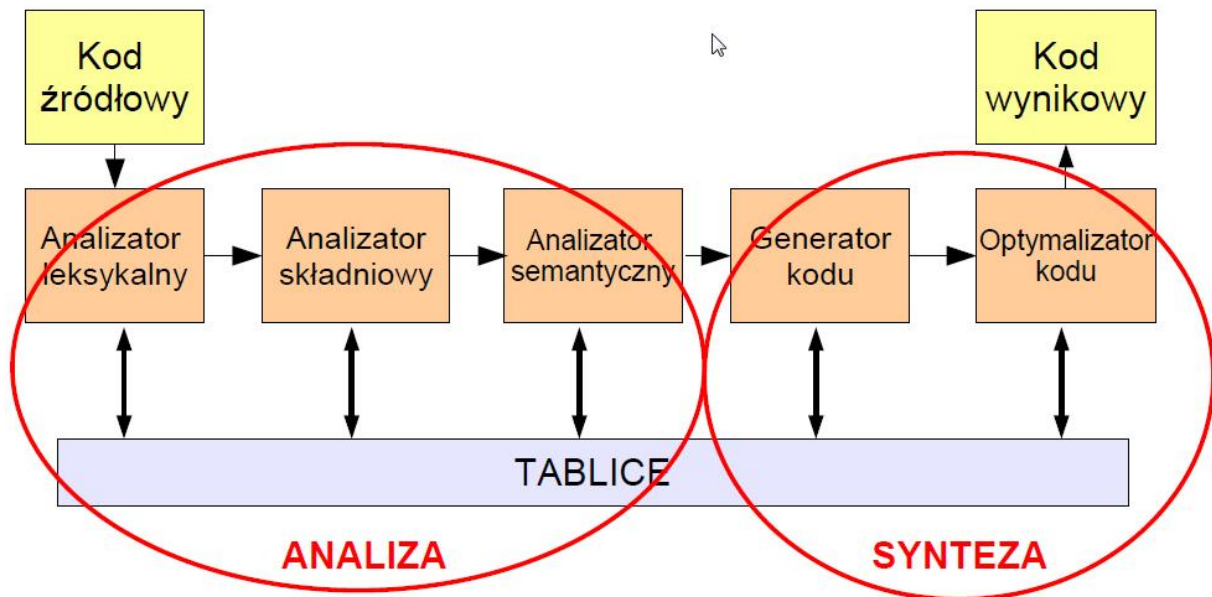 Kod
źródłowy
Kod
wynikowy
Analizator
leksykalny
Analizator
składniowy
Analizator
semantyczny
Generator
kodu
Optymalizator
kodu
TABLICE
ANALIZA
SYNTEZA